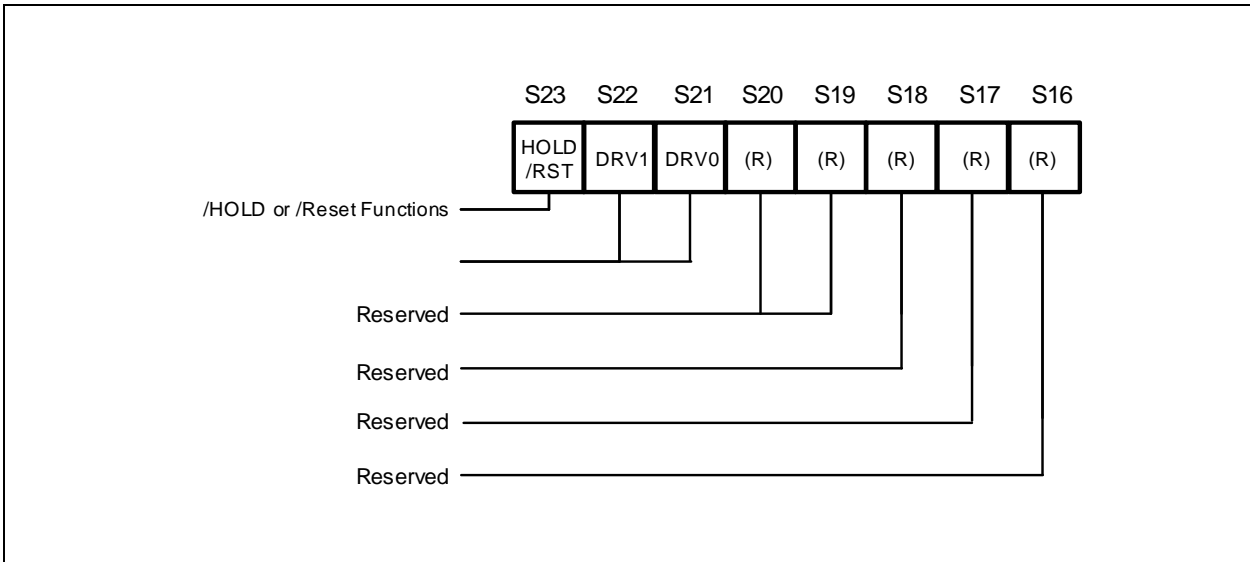 S23 S22 S21 S20 S19 S18 S17 S16
HOLD /RST DRV1 DRV0 (R) (R) (R) (R) (R)
/HOLD or /Reset Functions
Reserved
Reserved
Reserved
Reserved